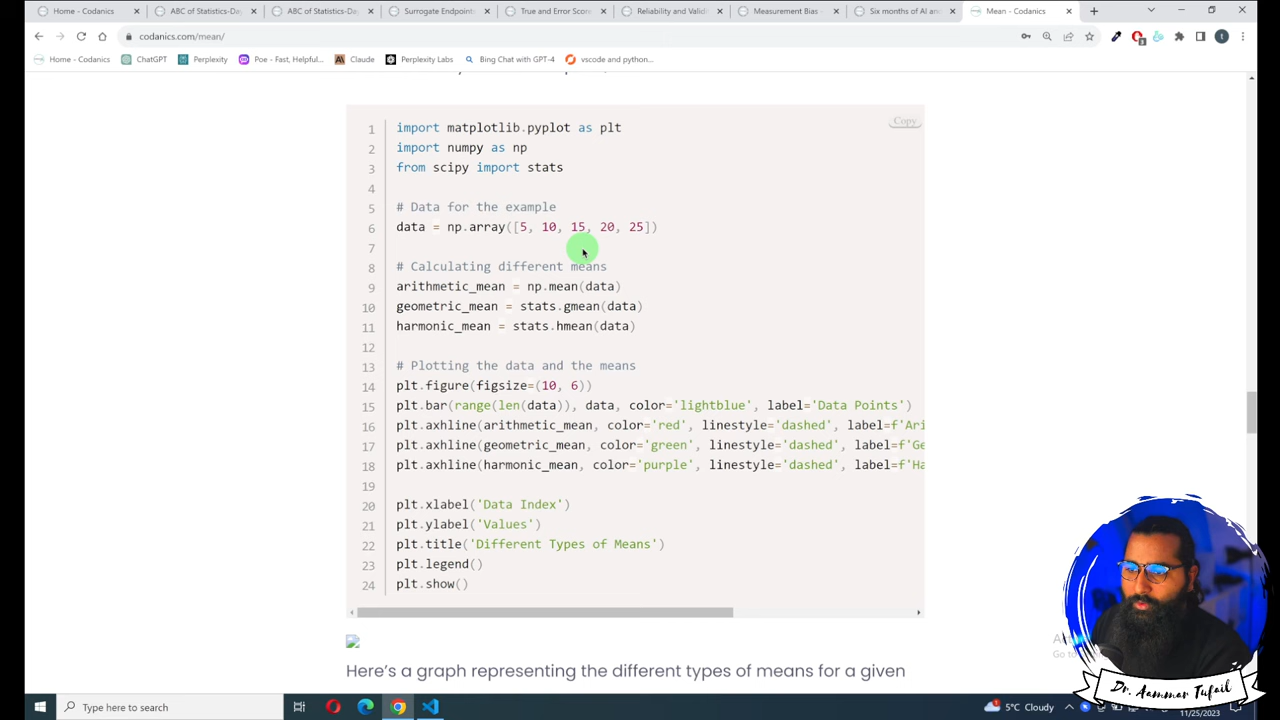 Home - Codanics
ABC of Statistics-Da
ABC of Statistics-Da
Surrogate Endpoint
True and Error Scor
Reliability and Valid
Measurement Bias -
Six months of AI an
Mean - Codanics
codanics.com/mean/
Home - Codanics
ChatGPT
Perplexity
Poe - Fast, Helpful...
Claude
Perplexity Labs
Bing Chat with GPT-4
vscode and python...
Copy
1 import matplotlib.pyplot as plt
2 import numpy as np
3 from scipy import stats
4
5 # Data for the example
6 data = np.array([5, 10, 15, 20, 25])
7
8 # Calculating different means
9 arithmetic_mean = np.mean(data)
10 geometric_mean = stats.gmean(data)
11 harmonic_mean = stats.hmean(data)
12
13 # Plotting the data and the means
14 plt.figure(figsize=(10, 6))
15 plt.bar(range(len(data)), data, color='lightblue', label='Data Points')
16 plt.axhline(arithmetic_mean, color='red', linestyle='dashed', label=f'Ari
17 plt.axhline(geometric_mean, color='green', linestyle='dashed', label=f'Ge
18 plt.axhline(harmonic_mean, color='purple', linestyle='dashed', label=f'Ha
19
20 plt.xlabel('Data Index')
21 plt.ylabel('Values')
22 plt.title('Different Types of Means')
23 plt.legend()
24 plt.show()
Here's a graph representing the different types of means for a given
Go to
Dr. Aammar Tufail
Type here to search
5°C Cloudy
11/25/2023